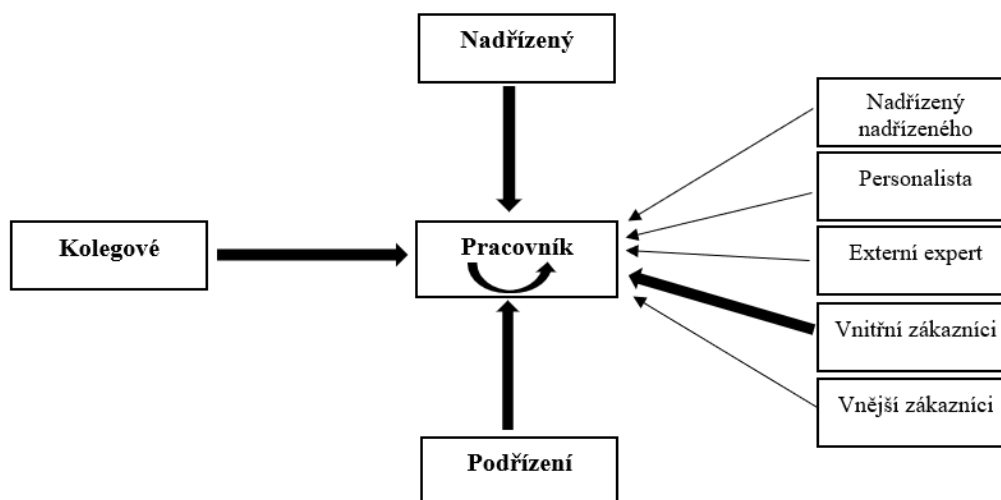 Nadřízený
Nadřízený
nadřízeného
Personalista
Kolegové
Pracovník
Externí expert
Vnitřní zákazníci
Vnější zákazníci
Podřízení